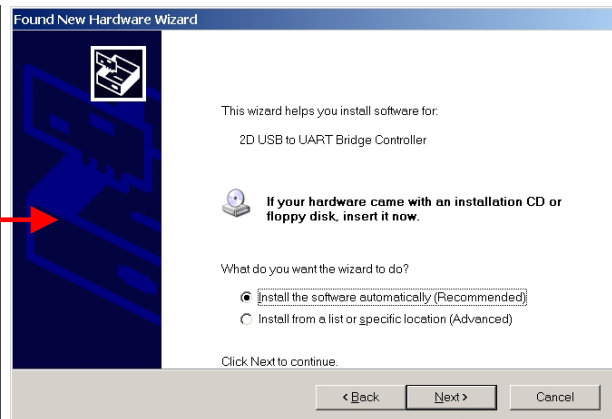 Found New Hardware Wizard
This wizard helps you install software for:
2D USB to UART Bridge Controller
If your hardware came with an installation CD or
floppy disk, insert it now.
What do you want the wizard to do?
Install the software automatically (Recommended)
Install from a list or specific location (Advanced)
Click Next to continue.
< Back Next > Cancel